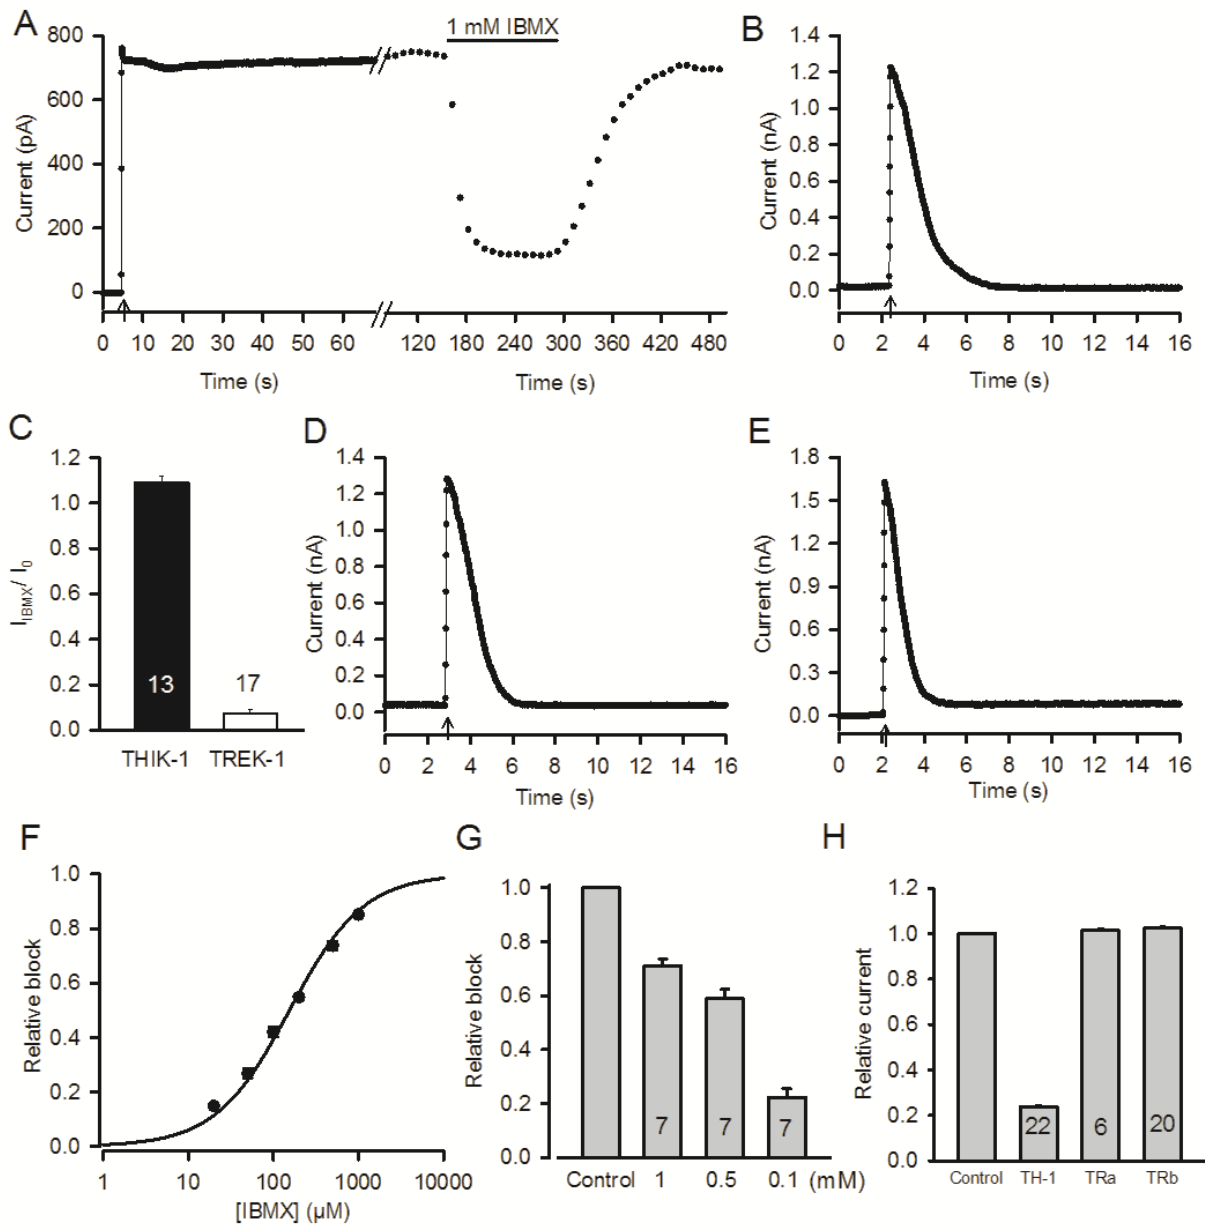 A
1 mM IBMX
800
600
400
200
0
Current (pA)
0 10 20 30 40 50 60 120 180 240 300 360 420 480
Time (s) Time (s)
B
1.4
1.2
1.0
0.8
0.6
0.4
0.2
0.0
Current (nA)
0 2 4 6 8 10 12 14 16
Time (s)
C
1.2
1.0
0.8
0.6
0.4
0.2
0.0
I_IBMX / I_0
13 17
THIK-1 TREK-1
D
1.4
1.2
1.0
0.8
0.6
0.4
0.2
0.0
Current (nA)
0 2 4 6 8 10 12 14 16
Time (s)
E
1.8
1.5
1.2
0.9
0.6
0.3
0.0
Current (nA)
0 2 4 6 8 10 12 14 16
Time (s)
F
1.0
0.8
0.6
0.4
0.2
0.0
Relative block
1 10 100 1000 10000
[IBMX] (µM)
G
1.0
0.8
0.6
0.4
0.2
0.0
Relative block
7 7 7
Control 1 0.5 0.1 (mM)
H
1.2
1.0
0.8
0.6
0.4
0.2
0.0
Relative current
22 6 20
Control TH-1 TRa TRb